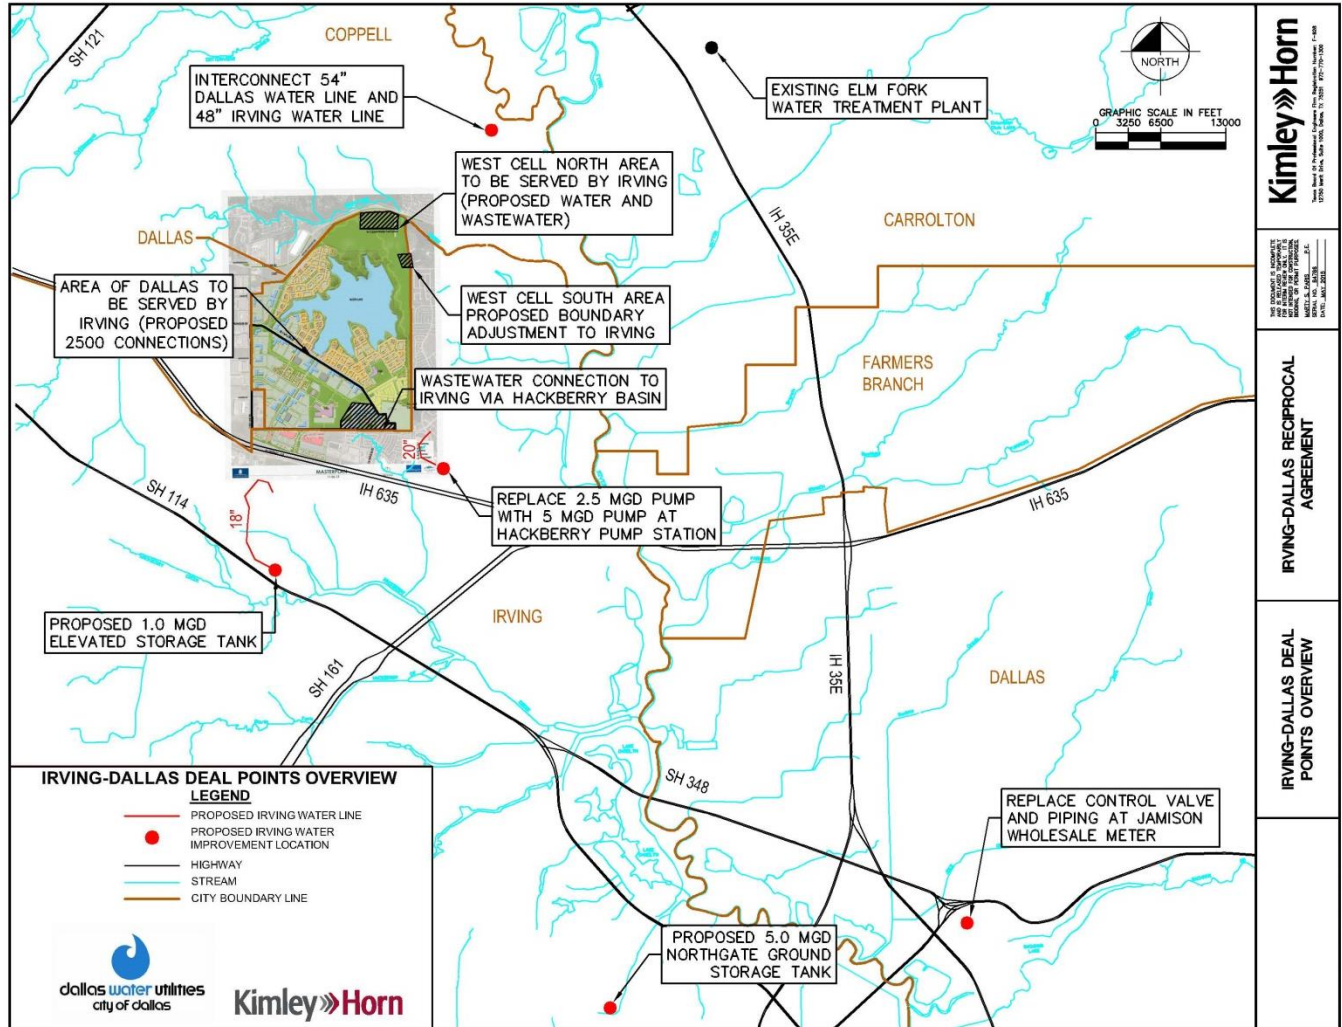 COPPELL
SH 121
INTERCONNECT 54"
DALLAS WATER LINE AND
48" IRVING WATER LINE
EXISTING ELM FORK
WATER TREATMENT PLANT
NORTH
GRAPHIC SCALE IN FEET
0 3250 6500 13000
WEST CELL NORTH AREA
TO BE SERVED BY IRVING
(PROPOSED WATER AND
WASTEWATER)
IH 35E
CARROLTON
DALLAS
AREA OF DALLAS TO
BE SERVED BY
IRVING (PROPOSED
2500 CONNECTIONS)
WEST CELL SOUTH AREA
PROPOSED BOUNDARY
ADJUSTMENT TO IRVING
FARMERS
BRANCH
WASTEWATER CONNECTION TO
IRVING VIA HACKBERRY BASIN
20"
MASTERPLAN
IH 635
SH 114
18"
REPLACE 2.5 MGD PUMP
WITH 5 MGD PUMP AT
HACKBERRY PUMP STATION
IH 635
PROPOSED 1.0 MGD
ELEVATED STORAGE TANK
IRVING
SH 161
IH 35E
DALLAS
SH 348
REPLACE CONTROL VALVE
AND PIPING AT JAMISON
WHOLESALE METER
PROPOSED 5.0 MGD
NORTHGATE GROUND
STORAGE TANK
IRVING-DALLAS DEAL POINTS OVERVIEW
LEGEND
PROPOSED IRVING WATER LINE
PROPOSED IRVING WATER
IMPROVEMENT LOCATION
HIGHWAY
STREAM
CITY BOUNDARY LINE
dallas water utilities
city of dallas
Kimley»Horn
Kimley»Horn
IRVING-DALLAS RECIPROCAL
AGREEMENT
IRVING-DALLAS DEAL
POINTS OVERVIEW